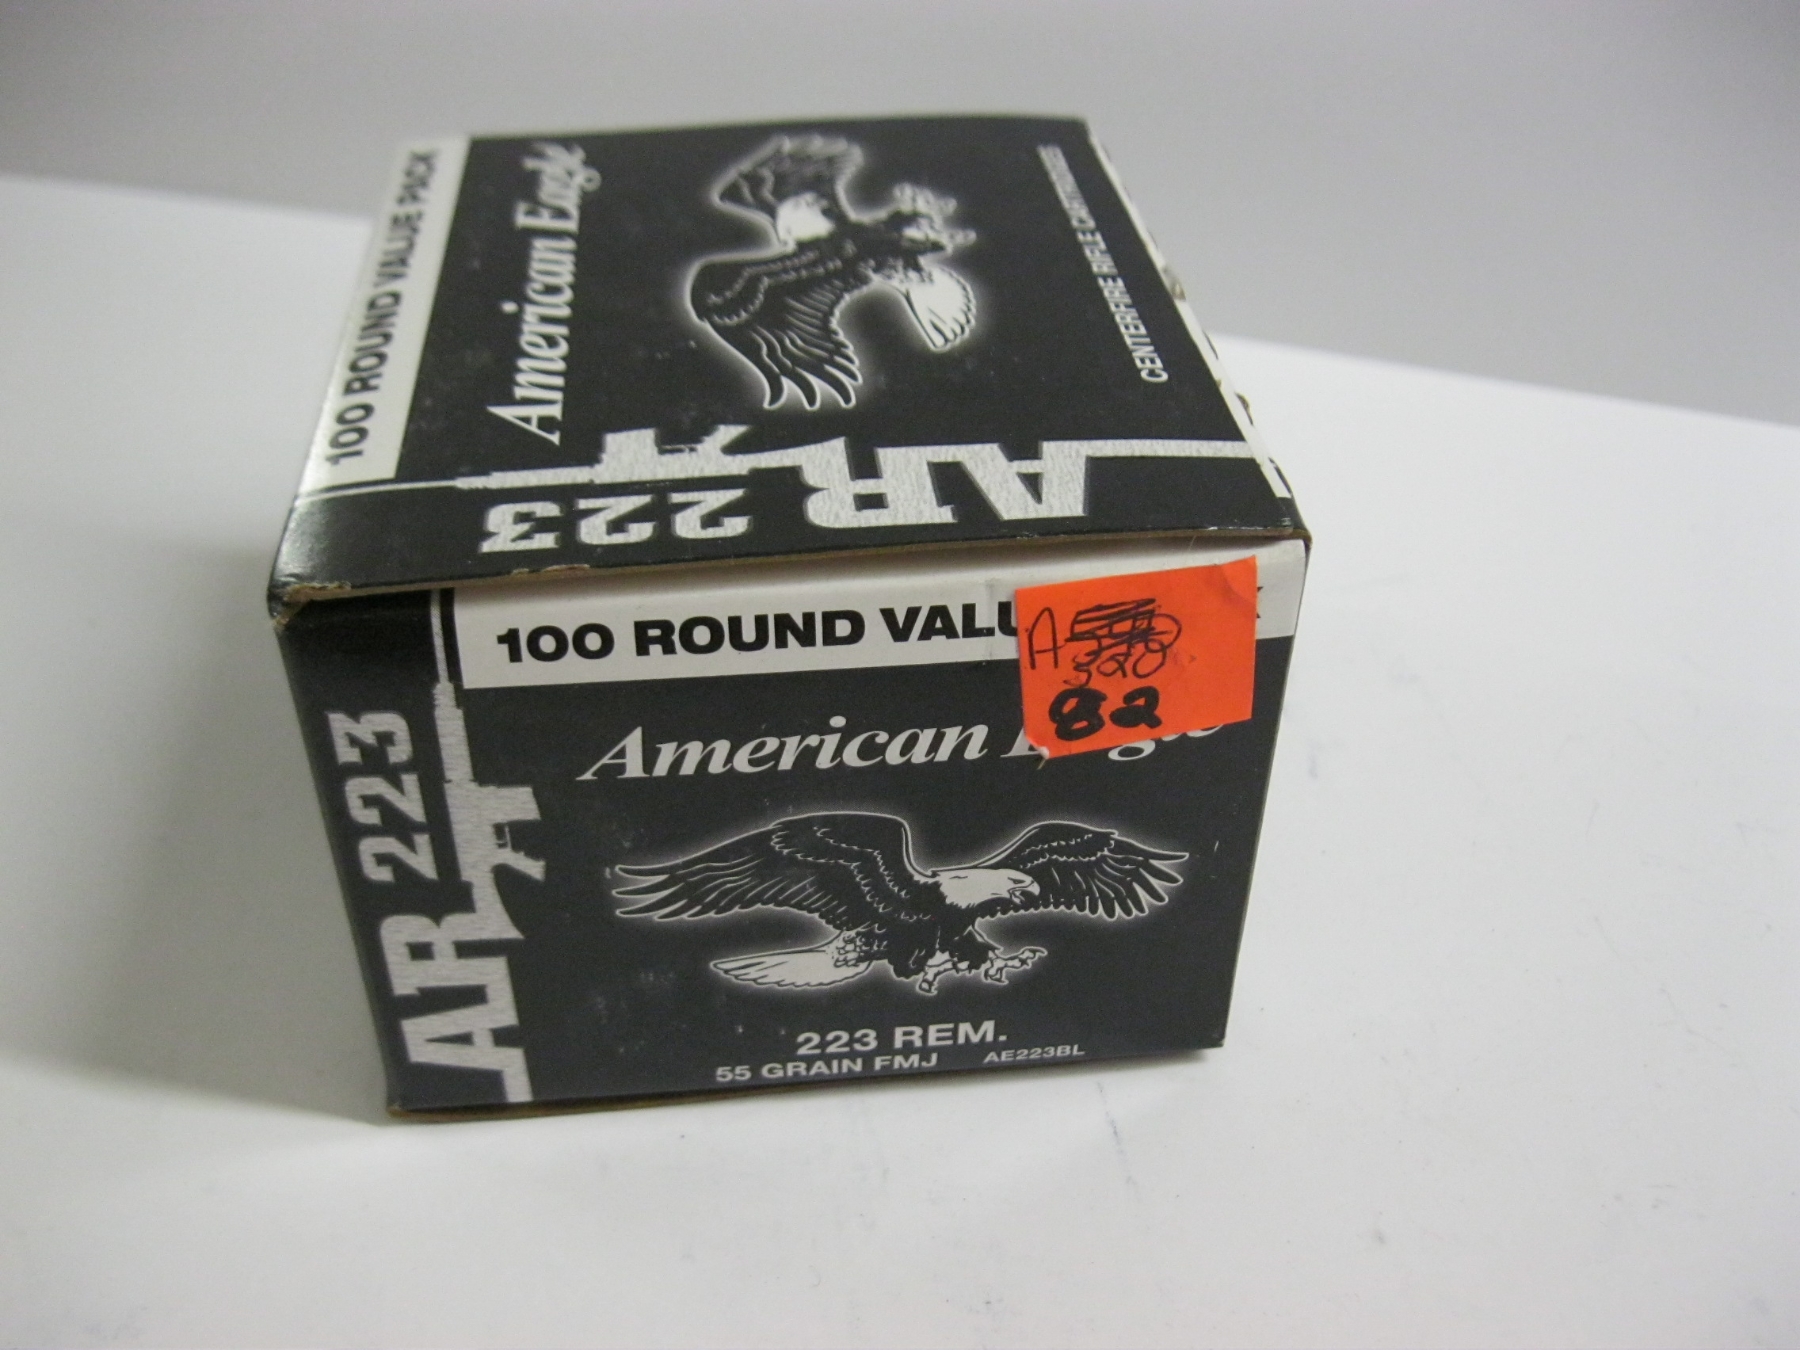 100 ROUND VALUE PACK
American Eagle
CENTERFIRE RIFLE CARTRIDGES
AR 223
100 ROUND VALU
A
320
82
American
AR 223
223 REM.
55 GRAIN FMJ AE223BL